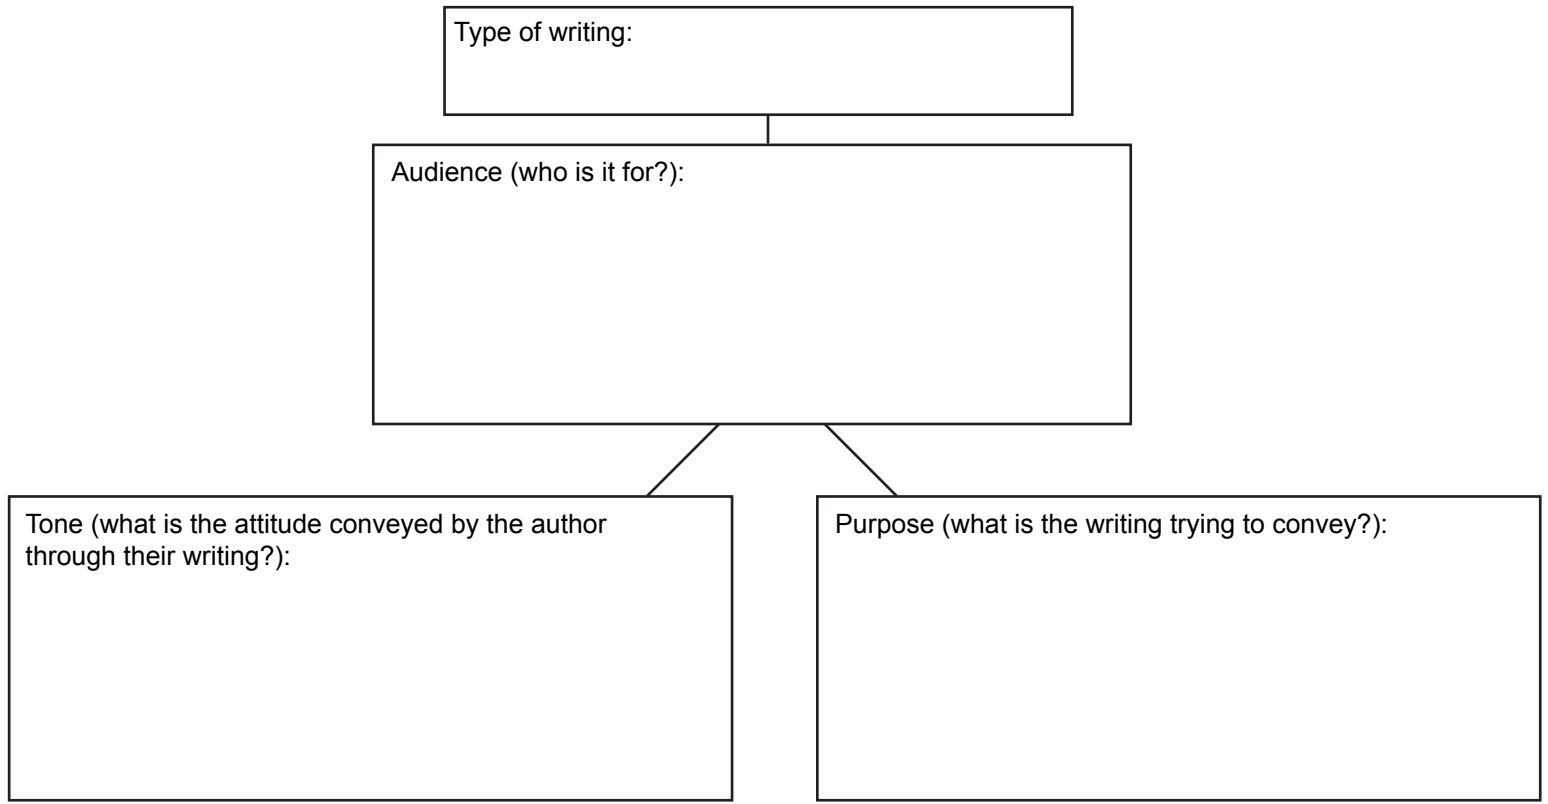 Type of writing:
Audience (who is it for?):
Tone (what is the attitude conveyed by the author
through their writing?):
Purpose (what is the writing trying to convey?):